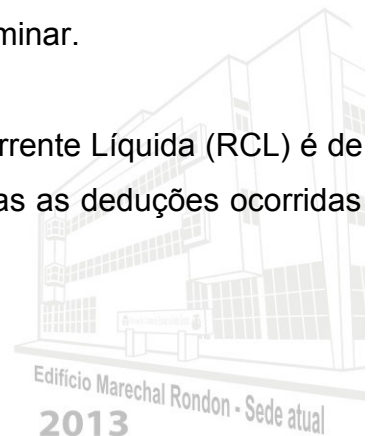 minar.
rrente Líquida (RCL) é de
as as deduções ocorridas
Edifício Marechal Rondon - Sede atual
2013